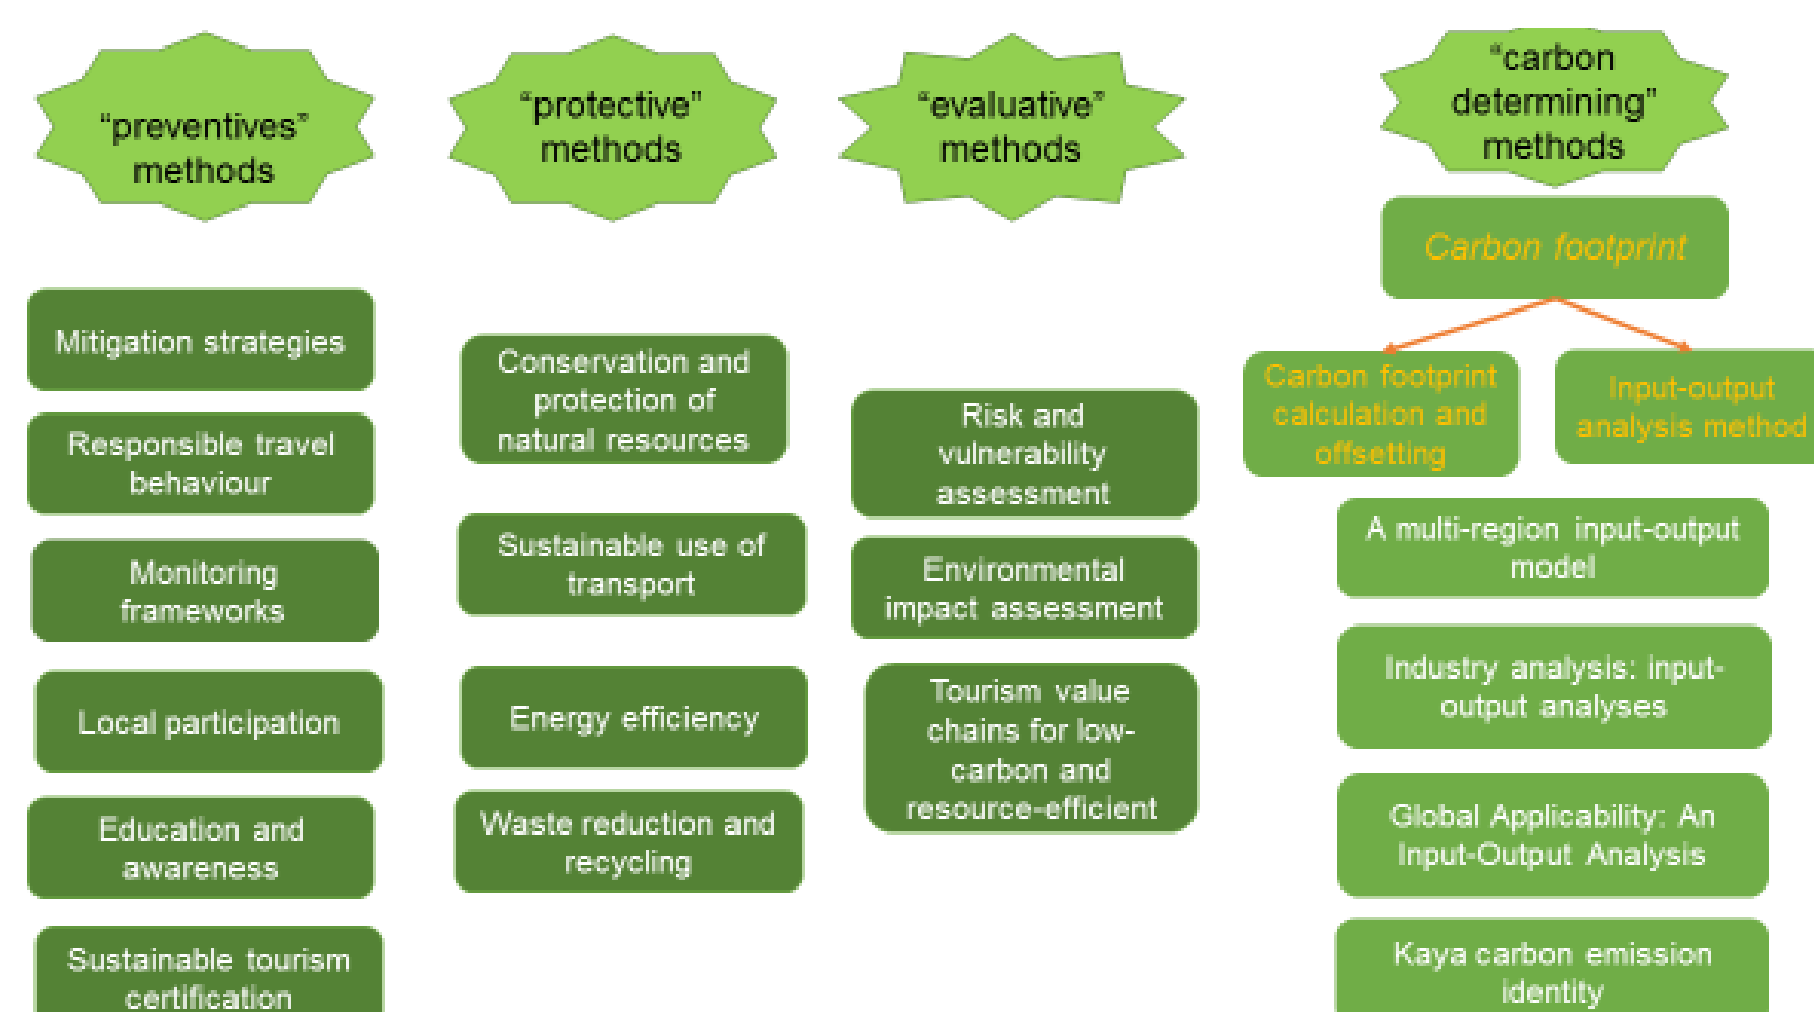 “preventives”
methods
Mitigation strategies
Responsible travel
behaviour
Monitoring
frameworks
Local participation
Education and
awareness
Sustainable tourism
certification
“protective”
methods
Conservation and
protection of
natural resources
Sustainable use of
transport
Energy efficiency
Waste reduction and
recycling
“evaluative”
methods
Risk and
vulnerability
assessment
Environmental
impact assessment
Tourism value
chains for low-
carbon and
resource-efficient
“carbon
determining”
methods
Carbon footprint
Carbon footprint
calculation and
offsetting
Input-output
analysis method
A multi-region input-output
model
Industry analysis: input-
output analyses
Global Applicability: An
Input-Output Analysis
Kaya carbon emission
identity